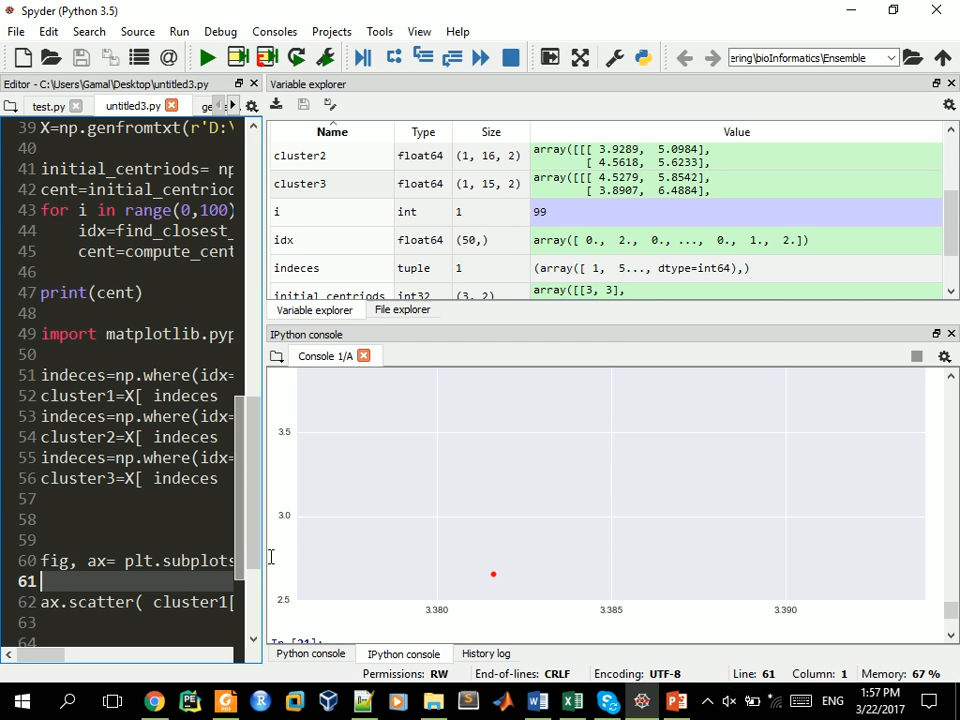 Spyder (Python 3.5)
File Edit Search Source Run Debug Consoles Projects Tools View Help
ering\bioInformatics\Ensemble
Editor - C:\Users\Gamal\Desktop\untitled3.py
Variable explorer
test.py untitled3.py ge
39 X=np.genfromtxt(r'D:\
40
41 initial_centriods= np
42 cent=initial_centriod
43 for i in range(0,100)
44 idx=find_closest_
45 cent=compute_cent
46
47 print(cent)
48
49 import matplotlib.pyp
50
51 indeces=np.where(idx=
52 cluster1=X[ indeces
53 indeces=np.where(idx=
54 cluster2=X[ indeces
55 indeces=np.where(idx=
56 cluster3=X[ indeces
57
58
59
60 fig, ax= plt.subplots
61
62 ax.scatter( cluster1[
63
64
Name Type Size Value
cluster2 float64 (1, 16, 2) array([[[ 3.9289, 5.0984],
[ 4.5618, 5.6233],
cluster3 float64 (1, 15, 2) array([[[ 4.5279, 5.8542],
[ 3.8907, 6.4884],
i int 1 99
idx float64 (50,) array([ 0., 2., 0., ..., 0., 1., 2.])
indeces tuple 1 (array([ 1, 5..., dtype=int64),)
initial_centriods int32 (3, 2) array([[3, 3],
Variable explorer File explorer
IPython console
Console 1/A
3.5
3.0
2.5
3.380 3.385 3.390
In [31]:
Python console IPython console History log
Permissions: RW End-of-lines: CRLF Encoding: UTF-8 Line: 61 Column: 1 Memory: 67 %
ENG
1:57 PM
3/22/2017